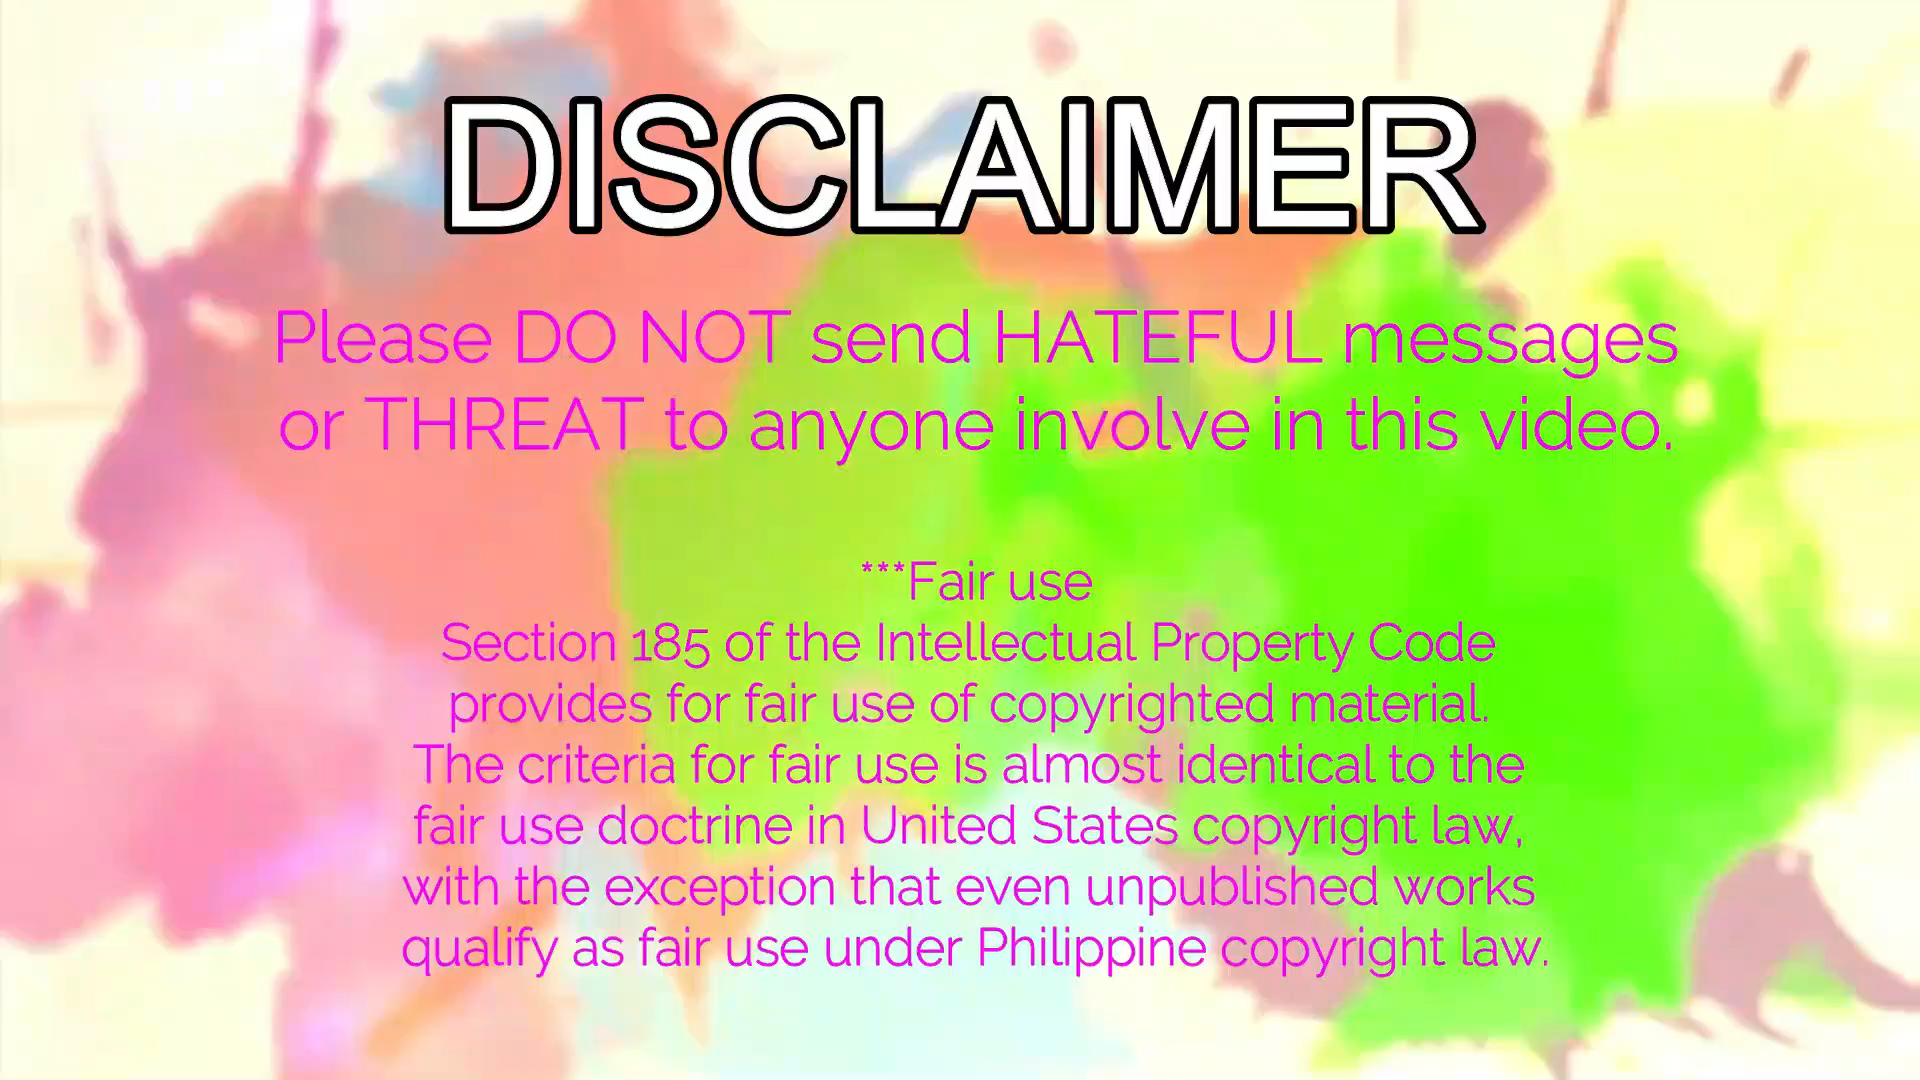 DISCLAIMER
Please DO NOT send HATEFUL messages
or THREAT to anyone involve in this video.
***Fair use
Section 185 of the Intellectual Property Code
provides for fair use of copyrighted material.
The criteria for fair use is almost identical to the
fair use doctrine in United States copyright law,
with the exception that even unpublished works
qualify as fair use under Philippine copyright law.